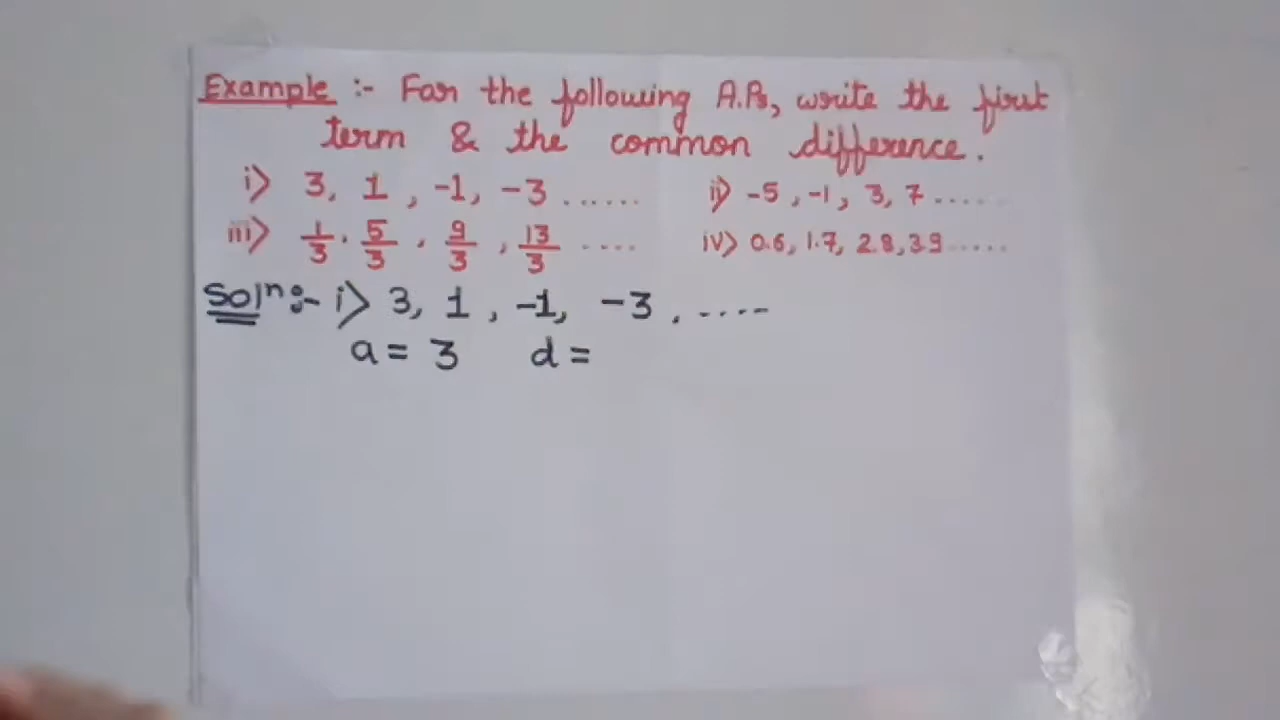 Example :- For the following A.Ps, write the first
term & the common difference.
i) 3, 1, -1, -3 ...... ii) -5, -1, 3, 7 .....
iii) 1/3, 5/3, 9/3, 13/3 .... iv) 0.6, 1.7, 2.8, 3.9 .....
Solⁿ:- i) 3, 1, -1, -3, ....
a = 3 d =